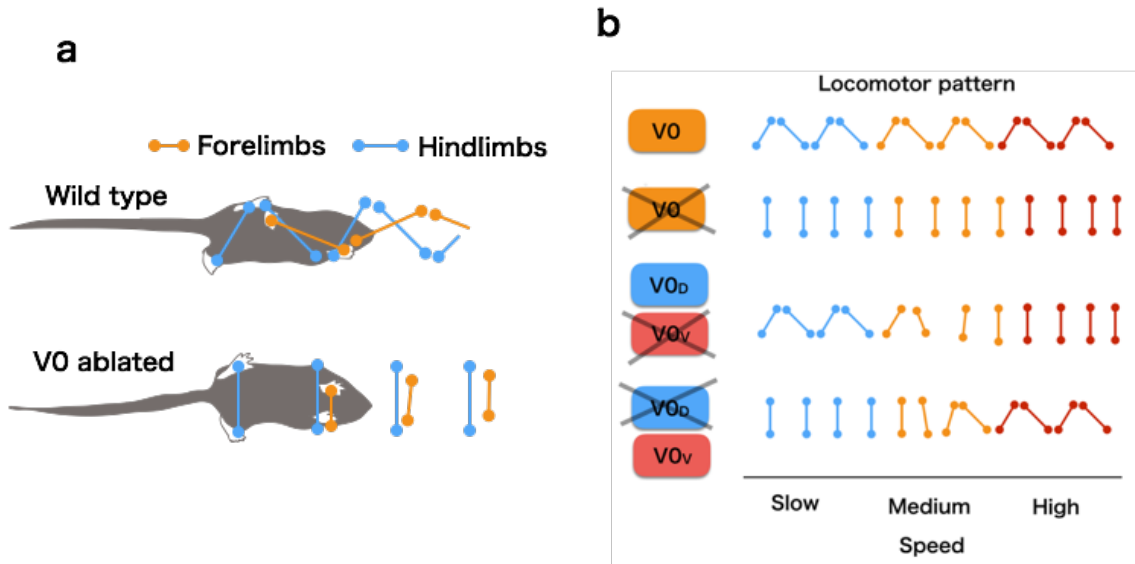 a
Forelimbs
Hindlimbs
Wild type
V0 ablated
b
Locomotor pattern
V0
V0
V0D
V0V
V0D
V0V
Slow
Medium
High
Speed